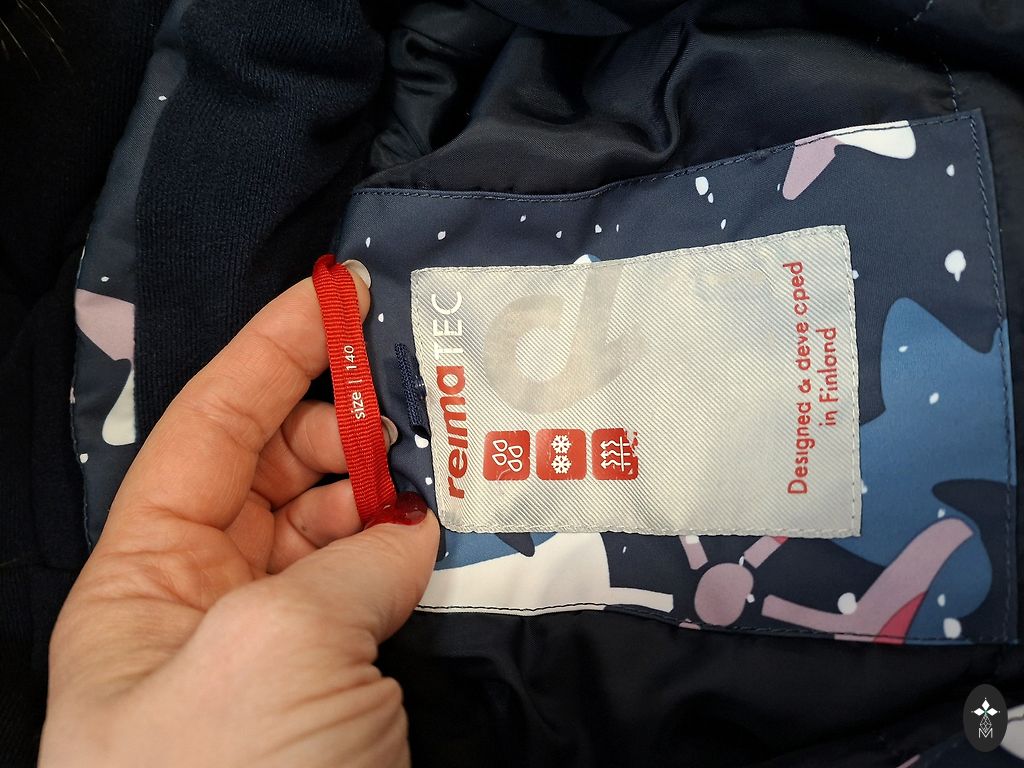 size | 140
reimaTEC
Designed & deve cped
in Finland
M